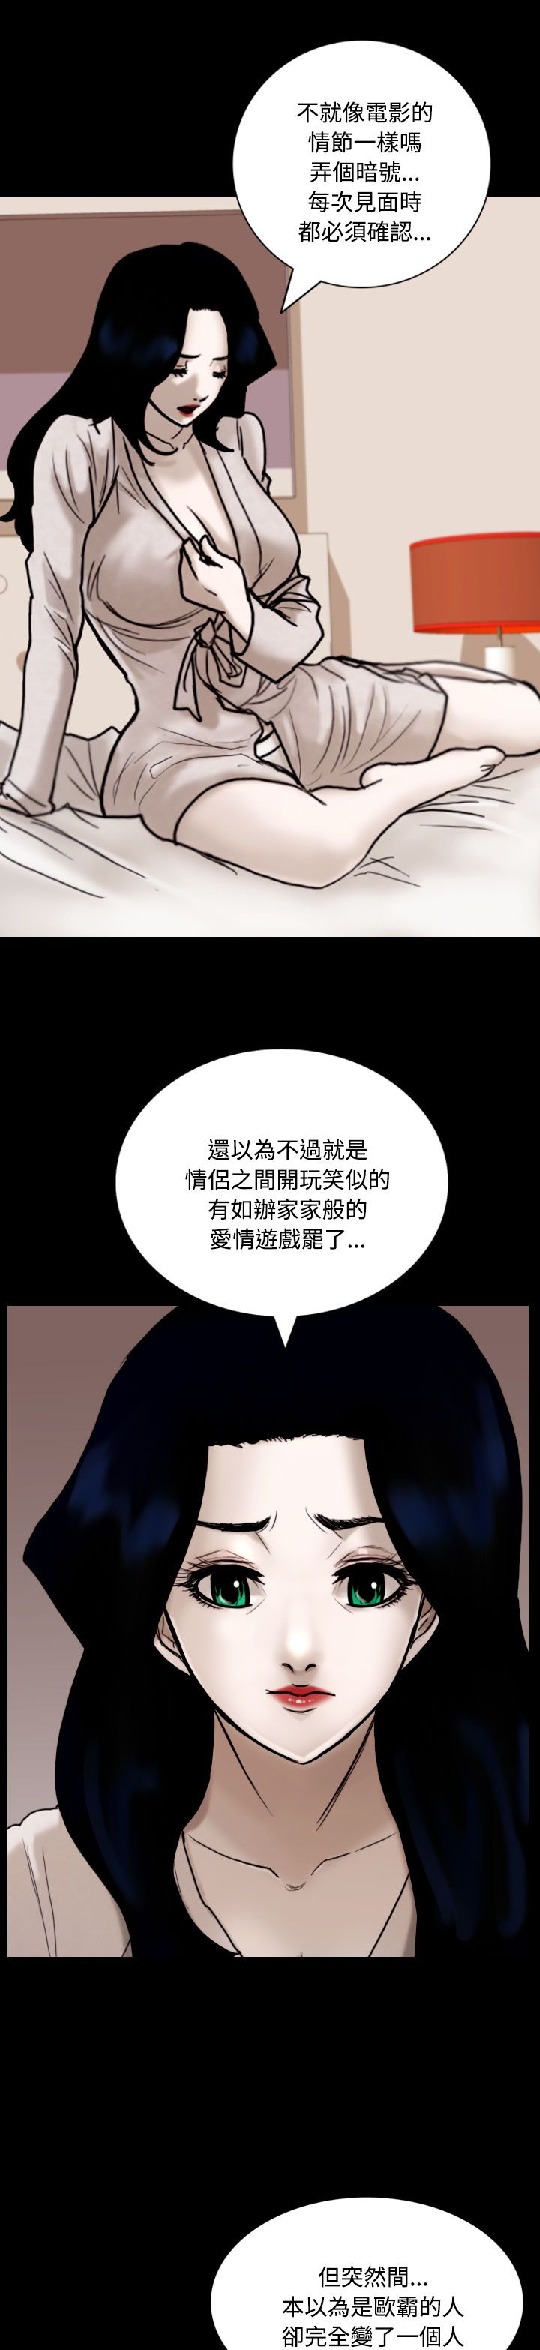 不就像電影的
情節一樣嗎
弄個暗號...
每次見面時
都必須確認...
還以為不過就是
情侶之間開玩笑似的
有如辦家家般的
愛情遊戲罷了...
但突然間...
本以為是歐霸的人
卻完全變了一個人